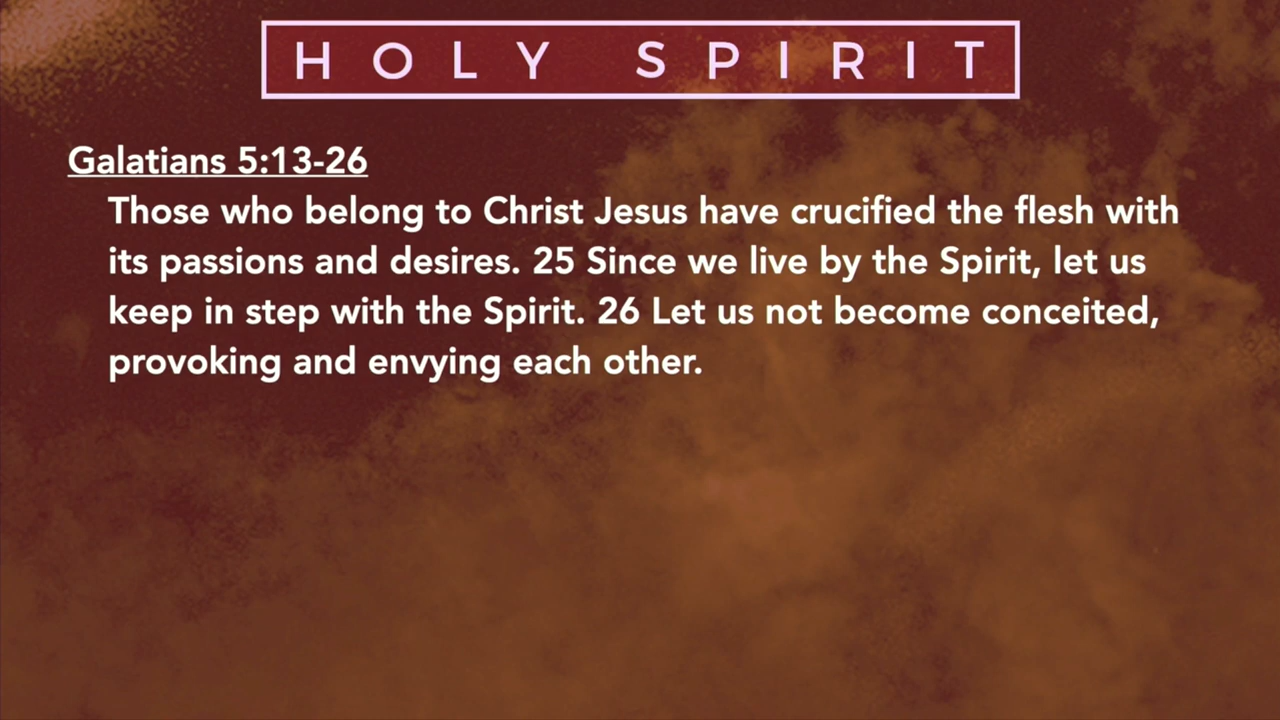 HOLY SPIRIT
Galatians 5:13-26
Those who belong to Christ Jesus have crucified the flesh with
its passions and desires. 25 Since we live by the Spirit, let us
keep in step with the Spirit. 26 Let us not become conceited,
provoking and envying each other.